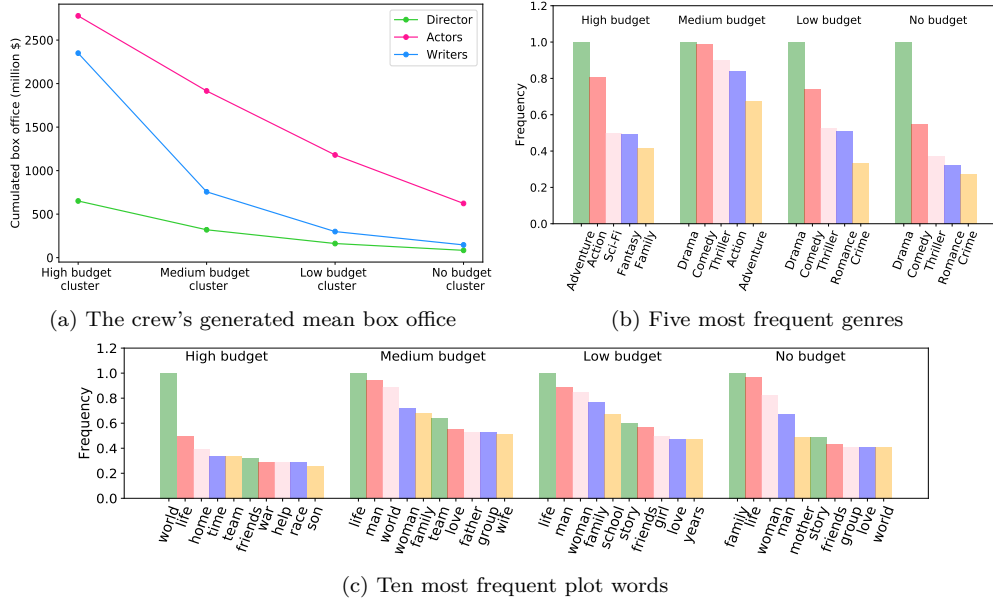 Cumulated box office (million $)
2500
2000
1500
1000
500
0
Director
Actors
Writers
High budget
cluster
Medium budget
cluster
Low budget
cluster
No budget
cluster
(a) The crew's generated mean box office
Frequency
1.2
1.0
0.8
0.6
0.4
0.2
0.0
High budget
Medium budget
Low budget
No budget
Adventure
Action
Sci-Fi
Fantasy
Family
Drama
Comedy
Thriller
Action
Adventure
Drama
Comedy
Thriller
Romance
Crime
Drama
Comedy
Thriller
Romance
Crime
(b) Five most frequent genres
Frequency
1.2
1.0
0.8
0.6
0.4
0.2
0.0
High budget
Medium budget
Low budget
No budget
world
life
home
time
team
friends
war
help
race
son
life
man
world
woman
family
team
love
father
group
wife
life
man
woman
family
school
story
friends
girl
love
years
family
life
woman
man
mother
story
friends
group
love
world
(c) Ten most frequent plot words